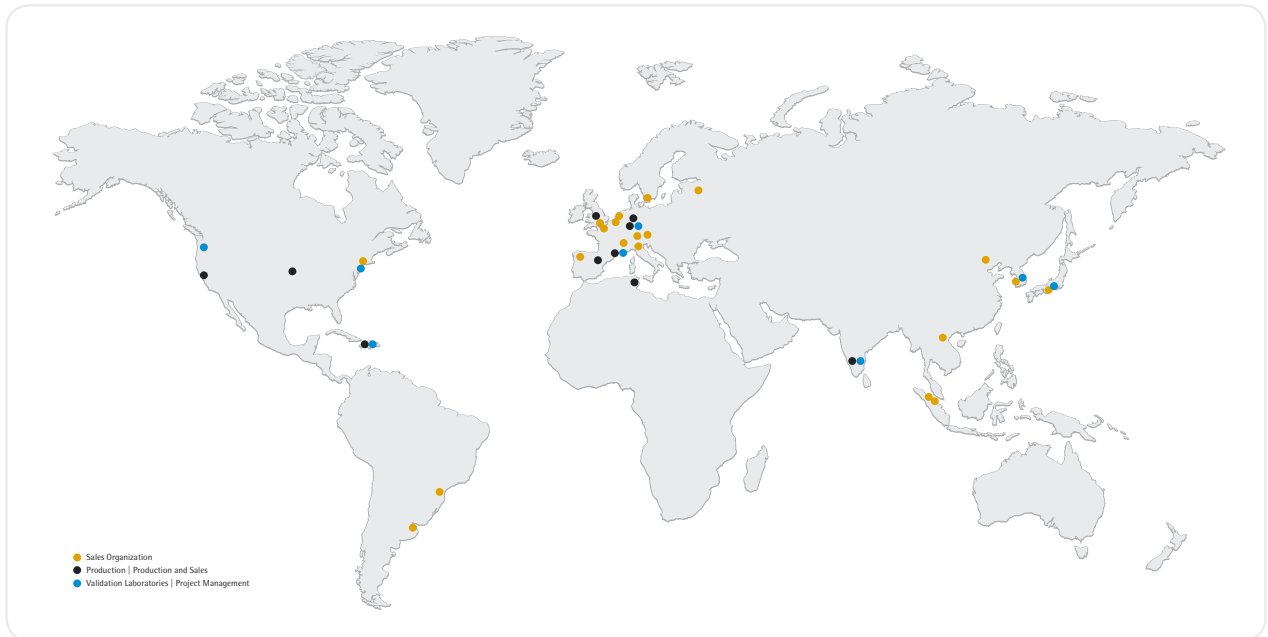 Sales Organization
Production | Production and Sales
Validation Laboratories | Project Management